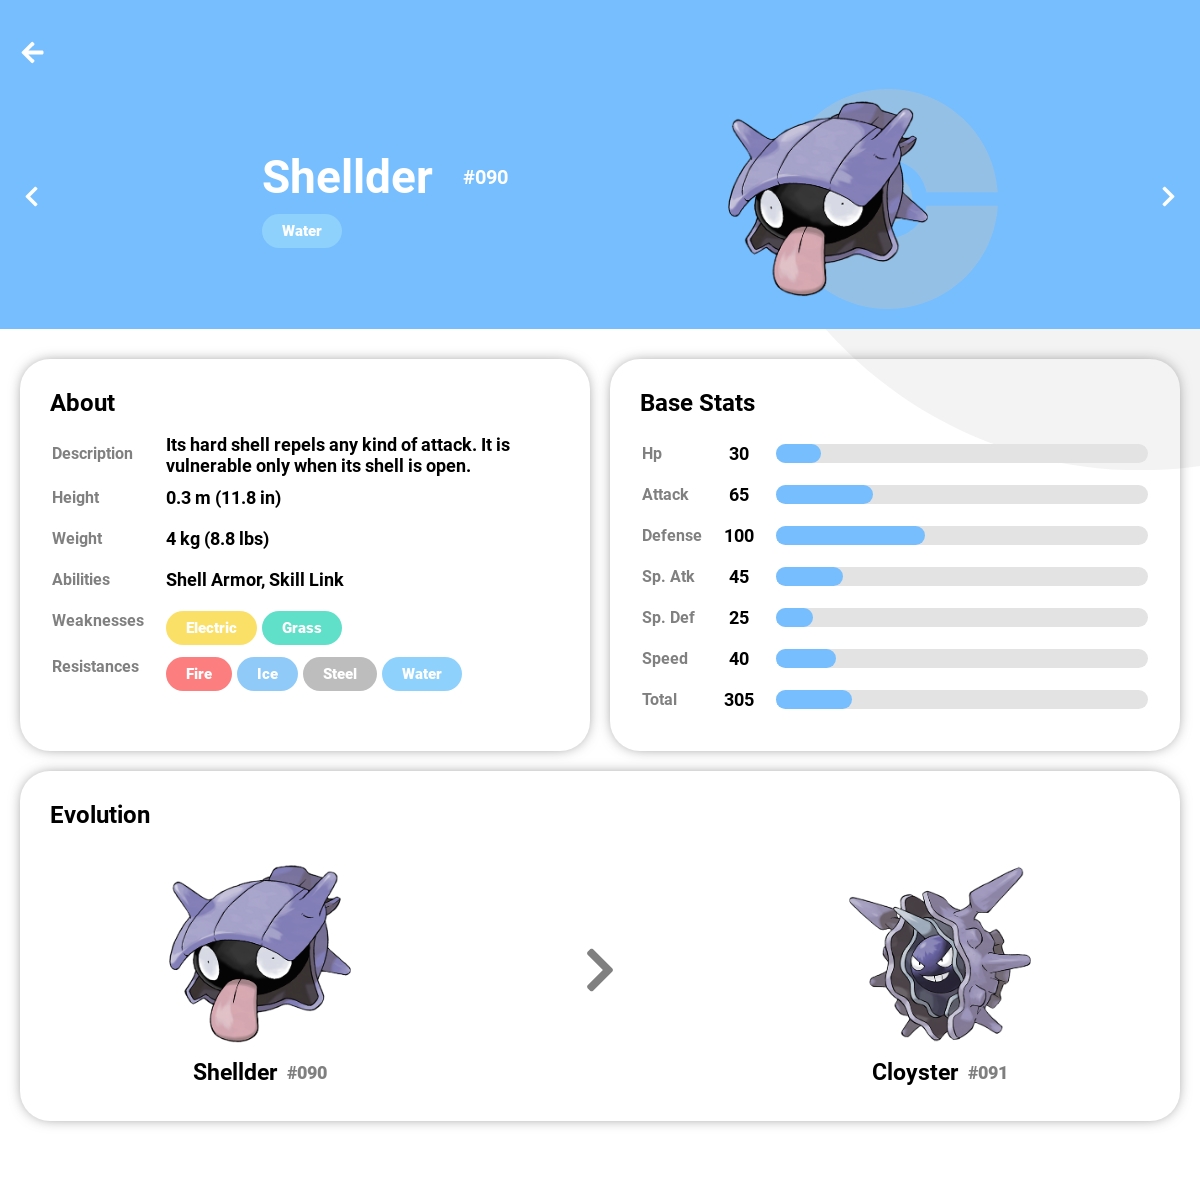 Shellder #090
Water
About
Description Its hard shell repels any kind of attack. It is
vulnerable only when its shell is open.
Height 0.3 m (11.8 in)
Weight 4 kg (8.8 lbs)
Abilities Shell Armor, Skill Link
Weaknesses Electric Grass
Resistances Fire Ice Steel Water
Base Stats
Hp 30
Attack 65
Defense 100
Sp. Atk 45
Sp. Def 25
Speed 40
Total 305
Evolution
Shellder #090
Cloyster #091